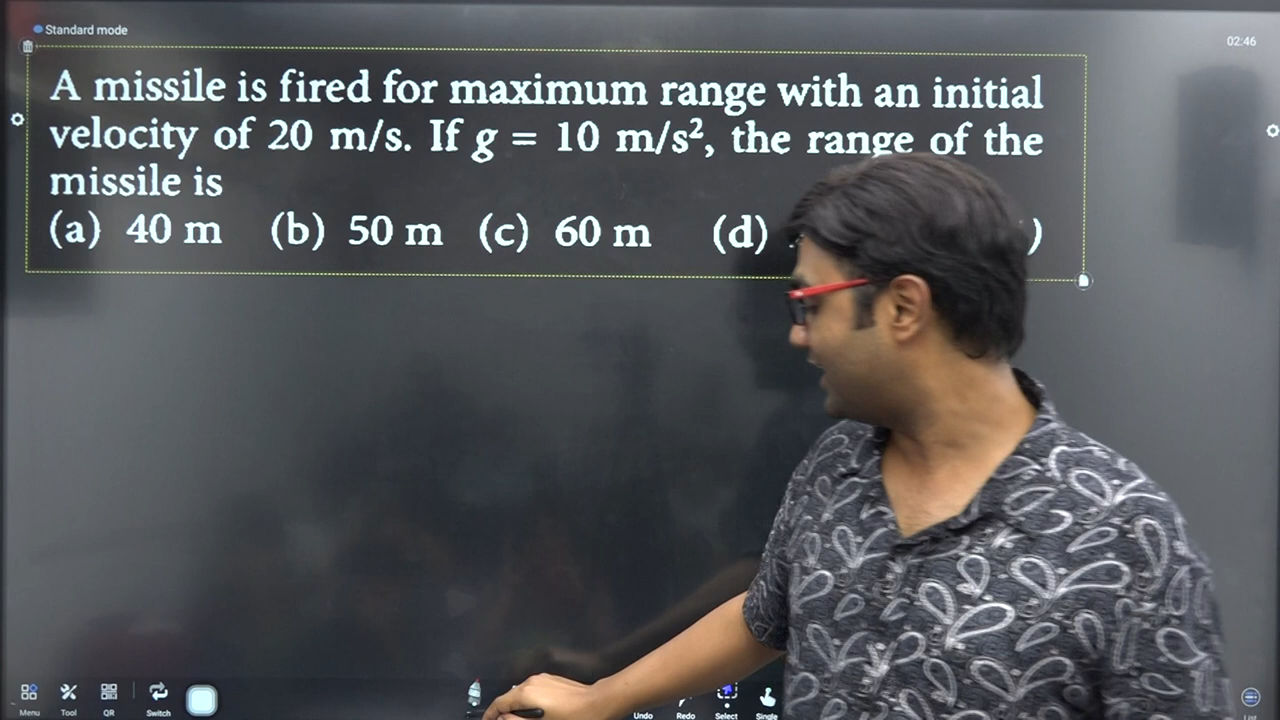 Standard mode
02:46
A missile is fired for maximum range with an initial
velocity of 20 m/s. If g = 10 m/s², the range of the
missile is
(a) 40 m (b) 50 m (c) 60 m (d) )
Menu Tool QR Switch Undo Redo Select Single